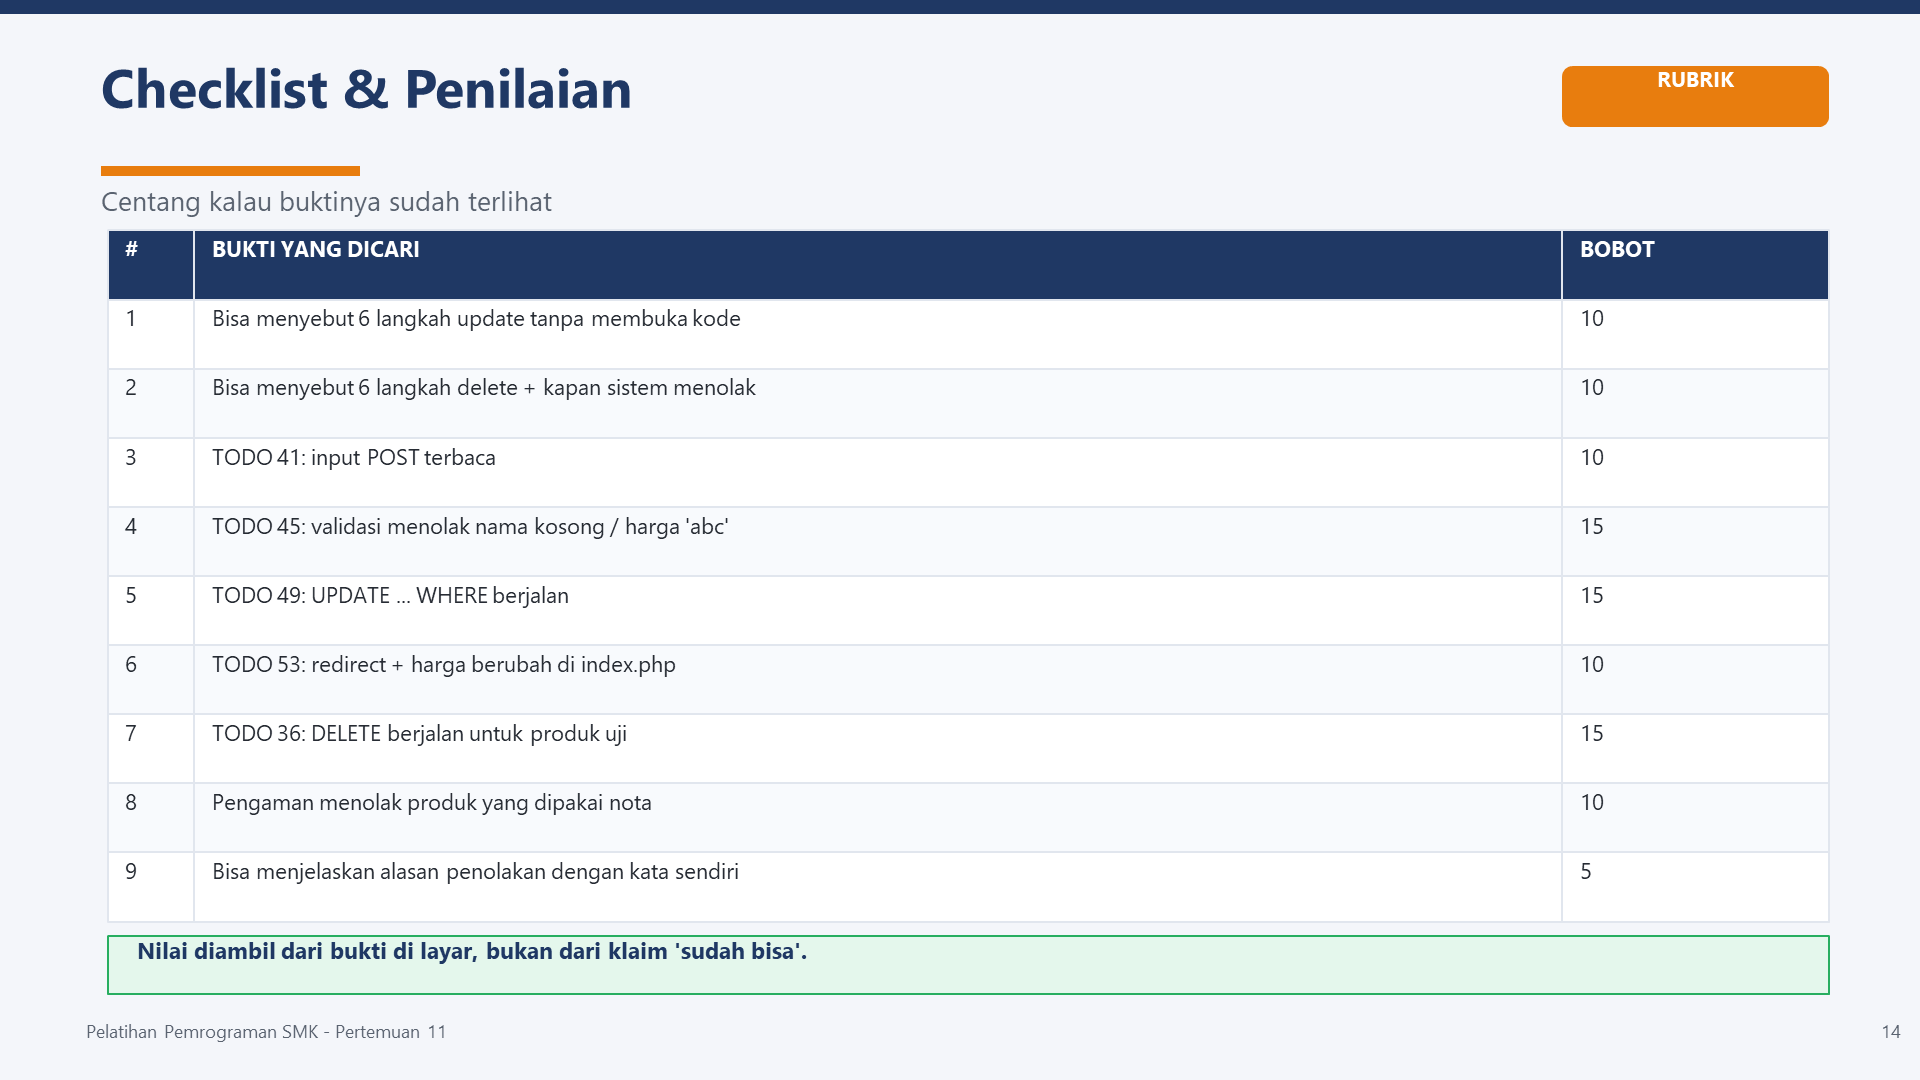 Checklist & Penilaian
RUBRIK
Centang kalau buktinya sudah terlihat
# BUKTI YANG DICARI BOBOT
1 Bisa menyebut 6 langkah update tanpa membuka kode 10
2 Bisa menyebut 6 langkah delete + kapan sistem menolak 10
3 TODO 41: input POST terbaca 10
4 TODO 45: validasi menolak nama kosong / harga 'abc' 15
5 TODO 49: UPDATE ... WHERE berjalan 15
6 TODO 53: redirect + harga berubah di index.php 10
7 TODO 36: DELETE berjalan untuk produk uji 15
8 Pengaman menolak produk yang dipakai nota 10
9 Bisa menjelaskan alasan penolakan dengan kata sendiri 5
Nilai diambil dari bukti di layar, bukan dari klaim 'sudah bisa'.
Pelatihan Pemrograman SMK - Pertemuan 11
14